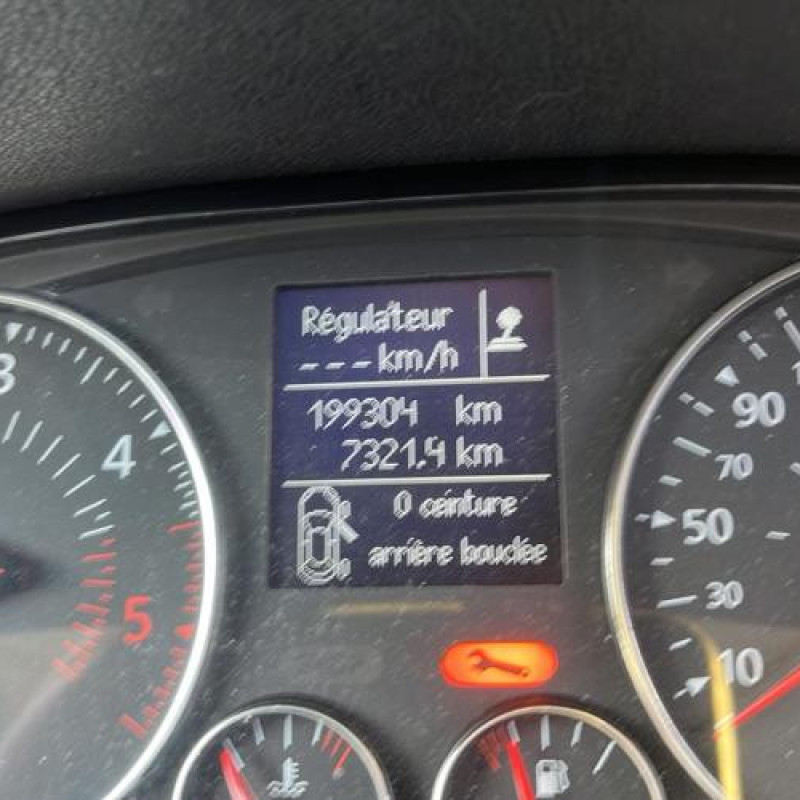 Régulateur
---km/h
199304 km
7321.4 km
0 ceinture
arrière bouclée
3
4
5
90
70
50
30
10